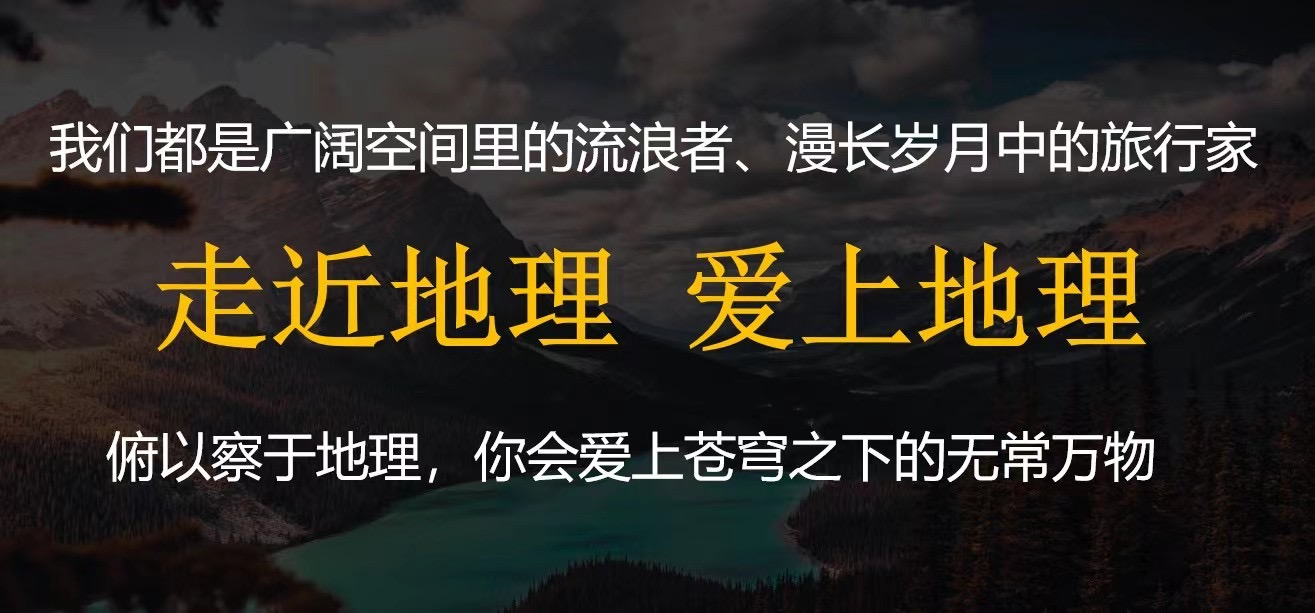 我们都是广阔空间里的流浪者、漫长岁月中的旅行家
走近地理 爱上地理
俯以察于地理，你会爱上苍穹之下的无常万物